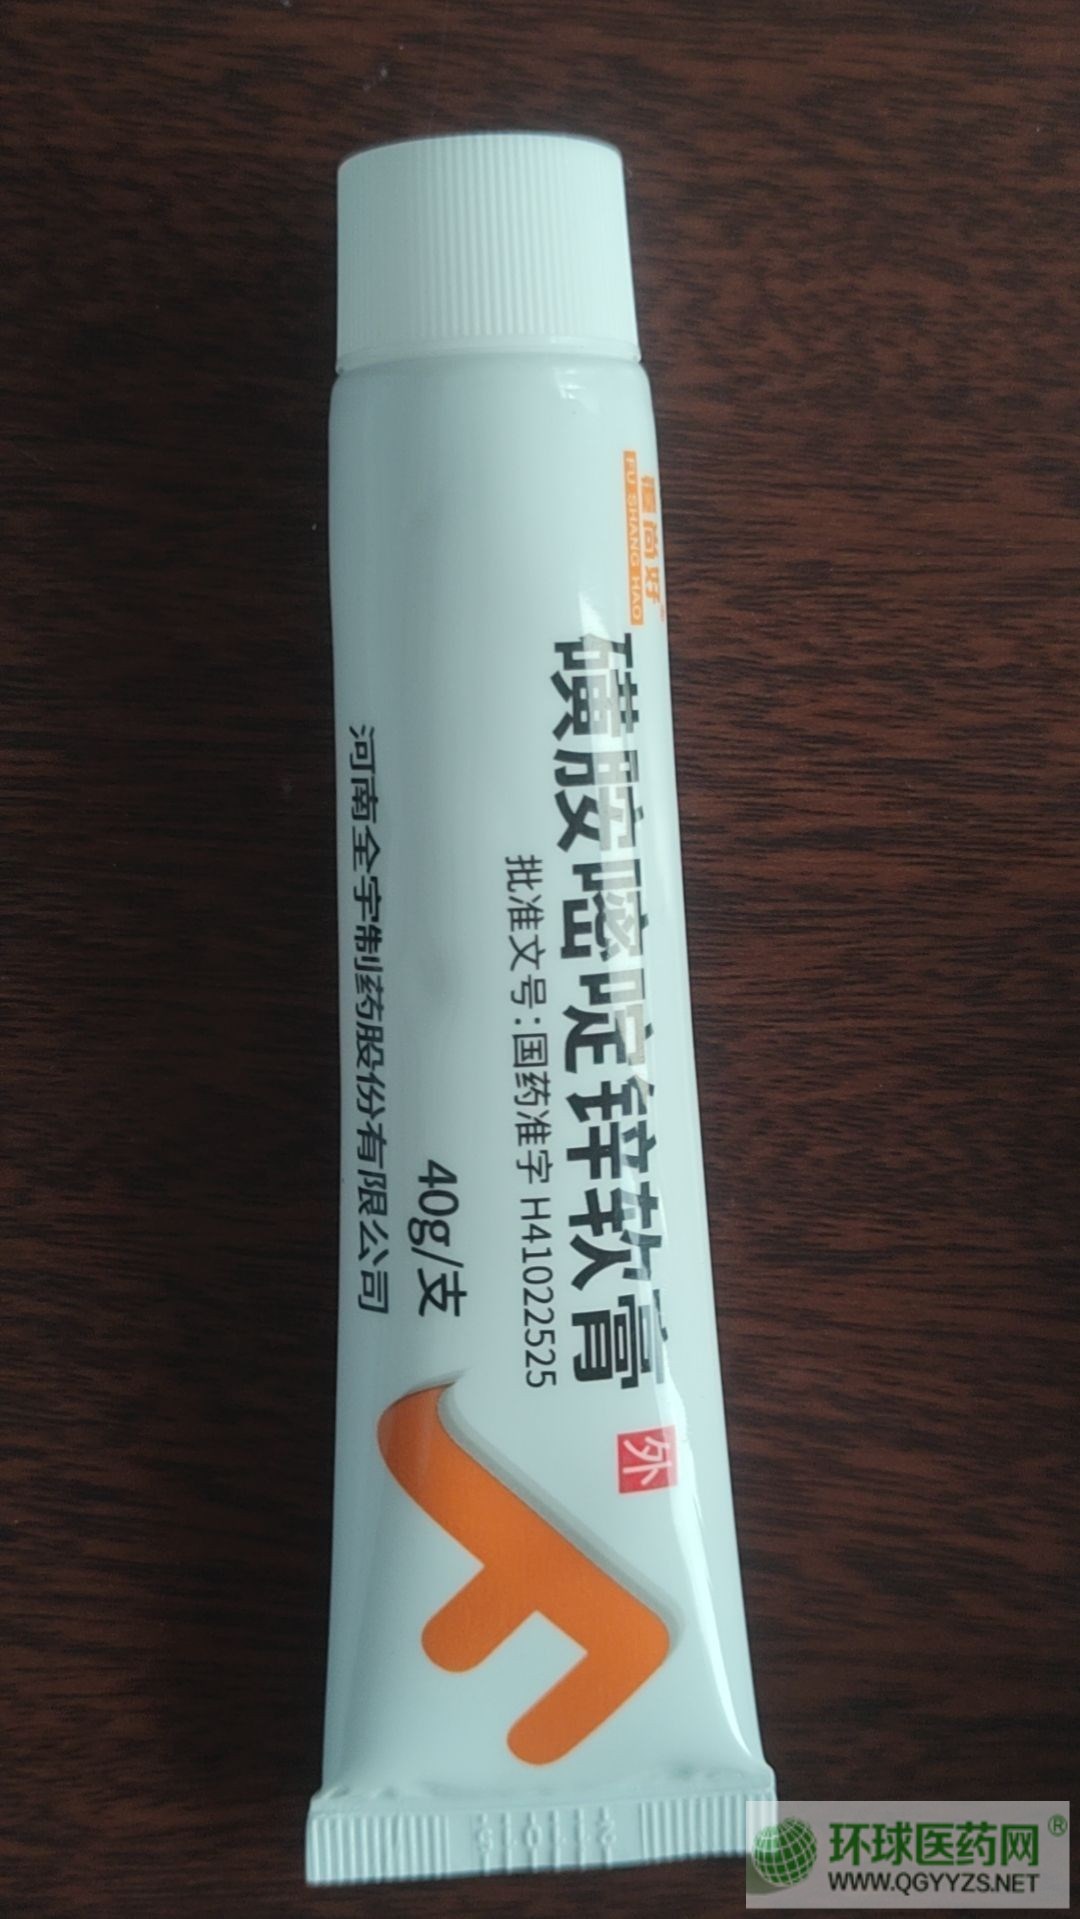 尚好
FU SHANG HAO
磺胺嘧啶锌软膏
外
批准文号：国药准字 H41022525
40g/支
河南全宇制药股份有限公司
环球医药网®
WWW.QGYYZS.NET